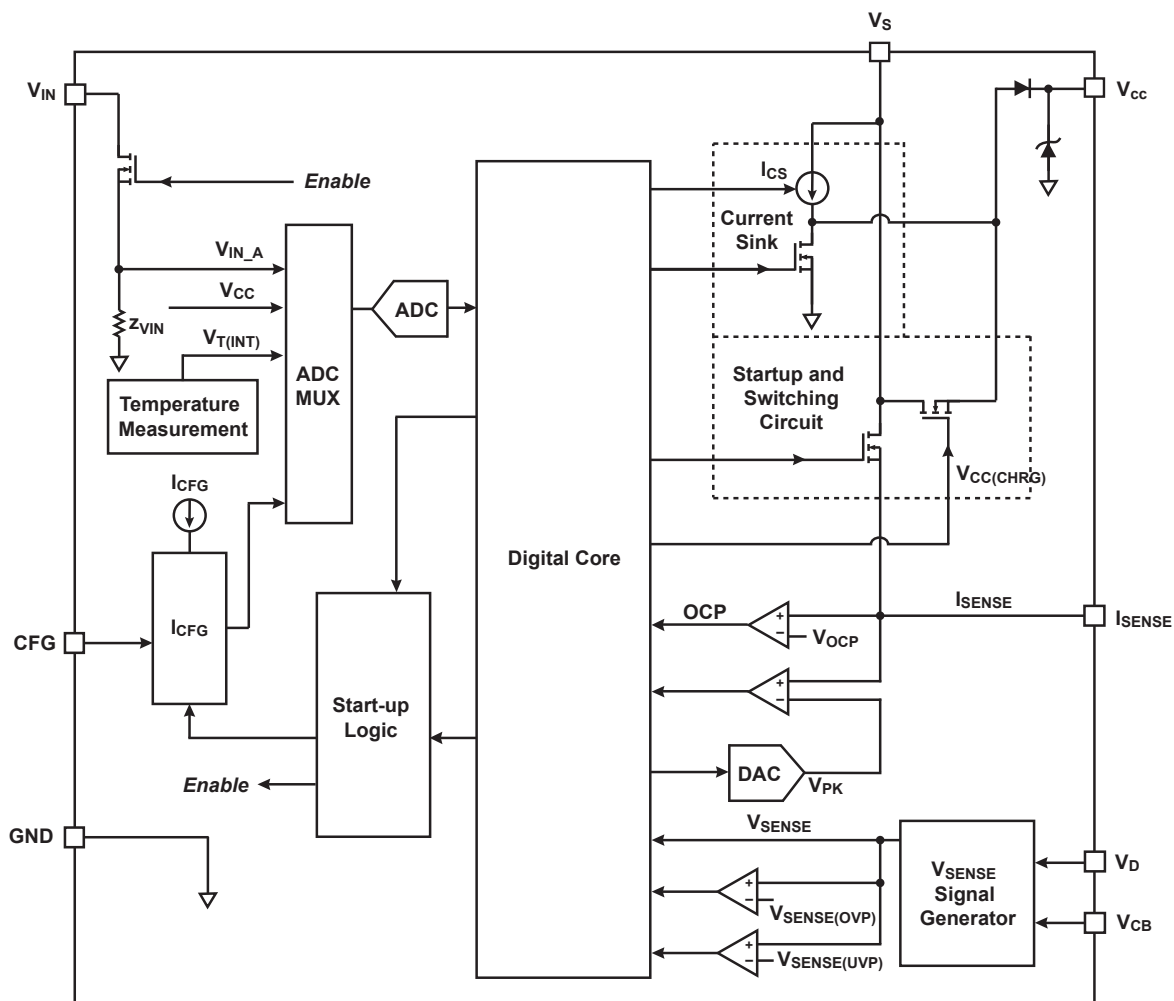 VS
VIN
Vcc
Enable
ICS
Current
Sink
VIN_A
VCC
ZVIN
VT(INT)
Temperature
Measurement
ADC
MUX
ADC
Startup and
Switching
Circuit
VCC(CHRG)
ICFG
ICFG
CFG
Digital Core
OCP
+
–
VOCP
ISENSE
ISENSE
+
–
Start-up
Logic
Enable
DAC
VPK
GND
VSENSE
+
–
VSENSE(OVP)
+
–
VSENSE(UVP)
VSENSE
Signal
Generator
VD
VCB